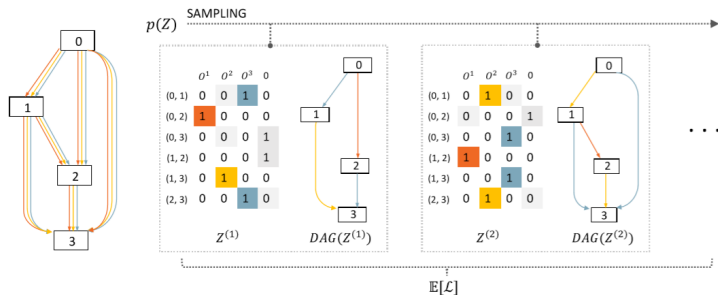 p(Z) SAMPLING
0
1
2
3
O¹ O² O³ 0
(0, 1) 0 0 1 0
(0, 2) 1 0 0 0
(0, 3) 0 0 0 1
(1, 2) 0 0 0 1
(1, 3) 0 1 0 0
(2, 3) 0 0 1 0
Z⁽¹⁾
0
1
2
3
DAG(Z⁽¹⁾)
O¹ O² O³ 0
(0, 1) 0 1 0 0
(0, 2) 0 0 0 1
(0, 3) 0 0 1 0
(1, 2) 1 0 0 0
(1, 3) 0 0 1 0
(2, 3) 0 1 0 0
Z⁽²⁾
0
1
2
3
DAG(Z⁽²⁾)
· · ·
𝔼[ℒ]